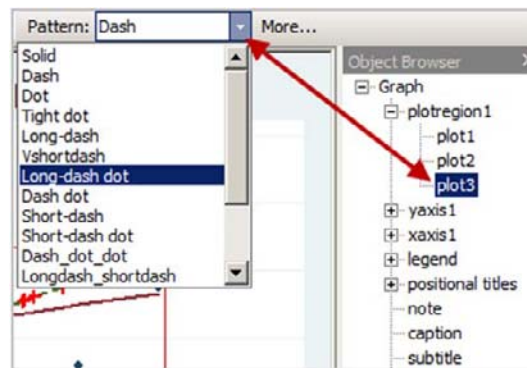 Pattern: Dash More...
Solid
Dash
Dot
Tight dot
Long-dash
Vshortdash
Long-dash dot
Dash dot
Short-dash
Short-dash dot
Dash_dot_dot
Longdash_shortdash
Object Browser
Graph
plotregion1
plot1
plot2
plot3
yaxis1
xaxis1
legend
positional titles
note
caption
subtitle